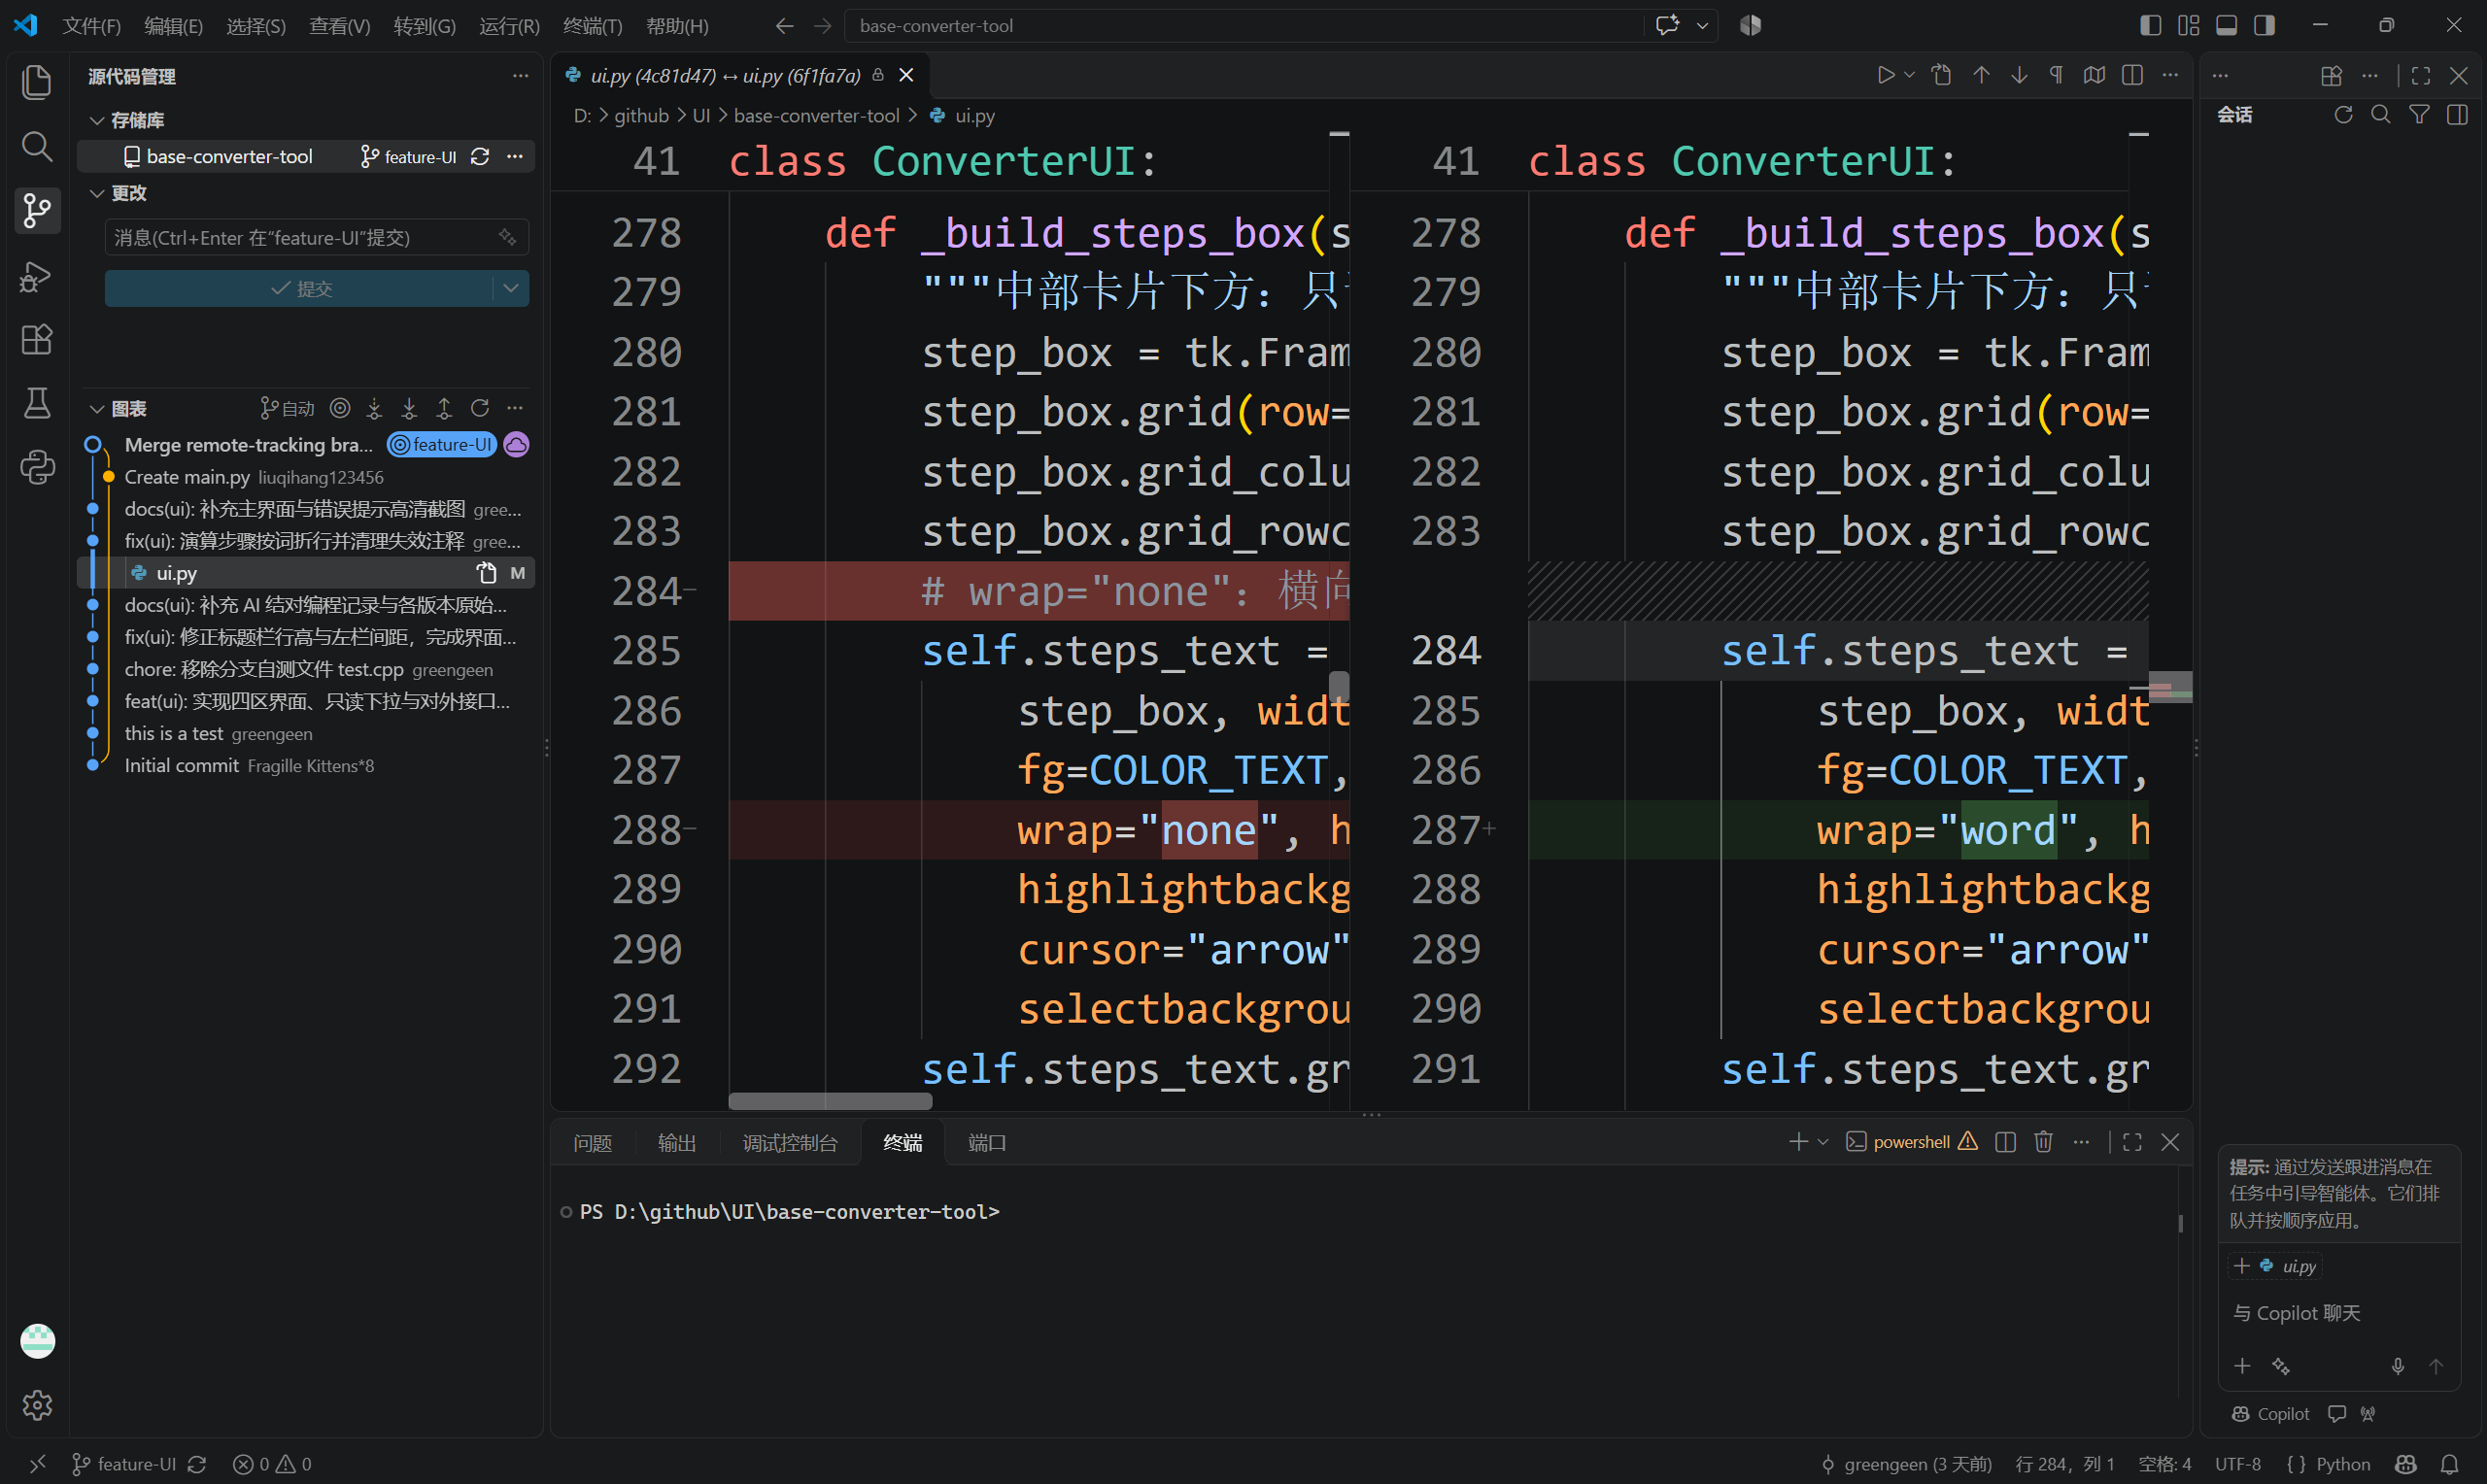 文件(F) 编辑(E) 选择(S) 查看(V) 转到(G) 运行(R) 终端(T) 帮助(H)
base-converter-tool
源代码管理
存储库
base-converter-tool feature-UI
更改
消息(Ctrl+Enter 在“feature-UI”提交)
提交
图表 自动
Merge remote-tracking bra... feature-UI
Create main.py liuqihang123456
docs(ui): 补充主界面与错误提示高清截图 gree...
fix(ui): 演算步骤按词折行并清理失效注释 gree...
ui.py M
docs(ui): 补充 AI 结对编程记录与各版本原始...
fix(ui): 修正标题栏行高与左栏间距，完成界面...
chore: 移除分支自测文件 test.cpp greengeen
feat(ui): 实现四区界面、只读下拉与对外接口...
this is a test greengeen
Initial commit Fragille Kittens*8
ui.py (4c81d47) ↔ ui.py (6f1fa7a)
D: > github > UI > base-converter-tool > ui.py
41 class ConverterUI:
278 def _build_steps_box(s
279 """中部卡片下方：只
280 step_box = tk.Fram
281 step_box.grid(row=
282 step_box.grid_colu
283 step_box.grid_rowc
284 # wrap="none"：横向
285 self.steps_text =
286 step_box, widt
287 fg=COLOR_TEXT,
288 wrap="none", h
289 highlightbackg
290 cursor="arrow"
291 selectbackgrou
292 self.steps_text.gr
41 class ConverterUI:
278 def _build_steps_box(s
279 """中部卡片下方：只
280 step_box = tk.Fram
281 step_box.grid(row=
282 step_box.grid_colu
283 step_box.grid_rowc
284 self.steps_text =
285 step_box, widt
286 fg=COLOR_TEXT,
287+ wrap="word", h
288 highlightbackg
289 cursor="arrow"
290 selectbackgrou
291 self.steps_text.gr
问题 输出 调试控制台 终端 端口
powershell
PS D:\github\UI\base-converter-tool>
会话
提示: 通过发送跟进消息在
任务中引导智能体。它们排
队并按顺序应用。
ui.py
与 Copilot 聊天
Copilot
feature-UI 0 0
greengeen (3 天前) 行 284，列 1 空格: 4 UTF-8 { } Python